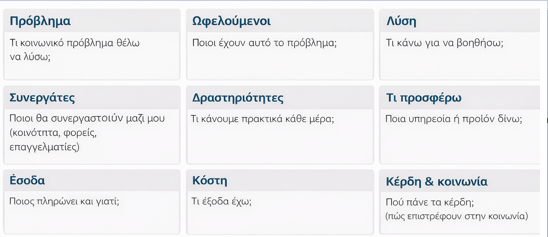 Πρόβλημα
Τι κοινωνικό πρόβλημα θέλω
να λύσω;
Ωφελούμενοι
Ποιοι έχουν αυτό το πρόβλημα;
Λύση
Τι κάνω για να βοηθήσω;
Συνεργάτες
Ποιοι θα συνεργαστούν μαζί μου
(κοινότητα, φορείς,
επαγγελματίες)
Δραστηριότητες
Τι κάνουμε πρακτικά κάθε μέρα;
Τι προσφέρω
Ποια υπηρεσία ή προϊόν δίνω;
Έσοδα
Ποιος πληρώνει και γιατί;
Κόστη
Τι έξοδα έχω;
Κέρδη & κοινωνία
Πού πάνε τα κέρδη;
(πώς επιστρέφουν στην κοινωνία)